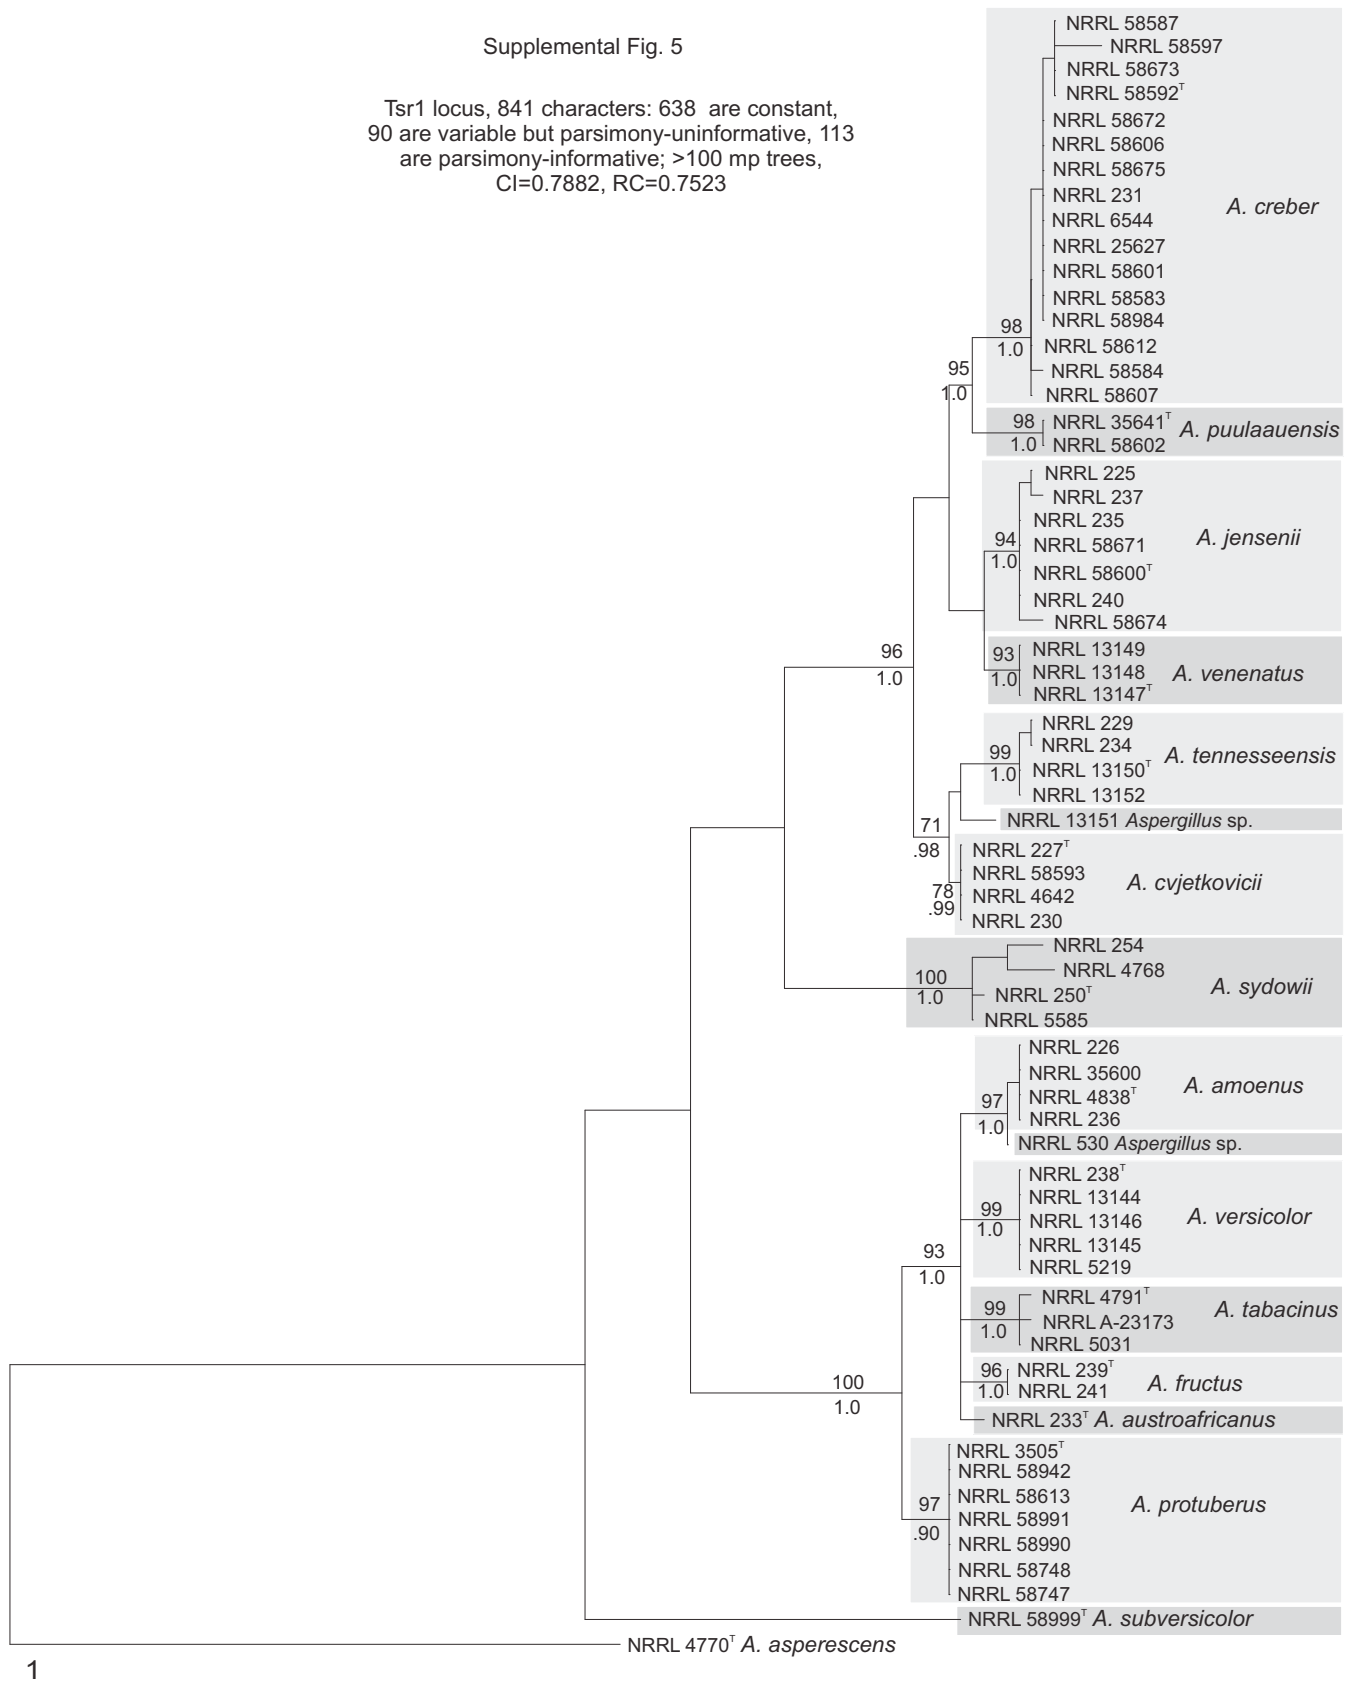 Supplemental Fig. 5
Tsr1 locus, 841 characters: 638 are constant,
90 are variable but parsimony-uninformative, 113
are parsimony-informative; >100 mp trees,
CI=0.7882, RC=0.7523
NRRL 58587
NRRL 58597
NRRL 58673
NRRL 58592ᵀ
NRRL 58672
NRRL 58606
NRRL 58675
NRRL 231
A. creber
NRRL 6544
NRRL 25627
NRRL 58601
NRRL 58583
NRRL 58984
98
1.0
NRRL 58612
NRRL 58584
95
1.0
NRRL 58607
98
1.0
NRRL 35641ᵀ
A. puulaauensis
NRRL 58602
NRRL 225
NRRL 237
NRRL 235
A. jensenii
94
1.0
NRRL 58671
NRRL 58600ᵀ
NRRL 240
NRRL 58674
96
1.0
93
1.0
NRRL 13149
NRRL 13148
A. venenatus
NRRL 13147ᵀ
NRRL 229
NRRL 234
A. tennesseensis
99
1.0
NRRL 13150ᵀ
NRRL 13152
NRRL 13151 Aspergillus sp.
71
.98
NRRL 227ᵀ
NRRL 58593
A. cvjetkovicii
78
.99
NRRL 4642
NRRL 230
NRRL 254
NRRL 4768
100
1.0
A. sydowii
NRRL 250ᵀ
NRRL 5585
NRRL 226
NRRL 35600
A. amoenus
97
1.0
NRRL 4838ᵀ
NRRL 236
NRRL 530 Aspergillus sp.
NRRL 238ᵀ
NRRL 13144
99
1.0
A. versicolor
NRRL 13146
NRRL 13145
NRRL 5219
93
1.0
NRRL 4791ᵀ
A. tabacinus
99
1.0
NRRL A-23173
NRRL 5031
96
1.0
NRRL 239ᵀ
A. fructus
NRRL 241
100
1.0
NRRL 233ᵀ A. austroafricanus
NRRL 3505ᵀ
NRRL 58942
NRRL 58613
A. protuberus
97
.90
NRRL 58991
NRRL 58990
NRRL 58748
NRRL 58747
NRRL 58999ᵀ A. subversicolor
NRRL 4770ᵀ A. asperescens
1